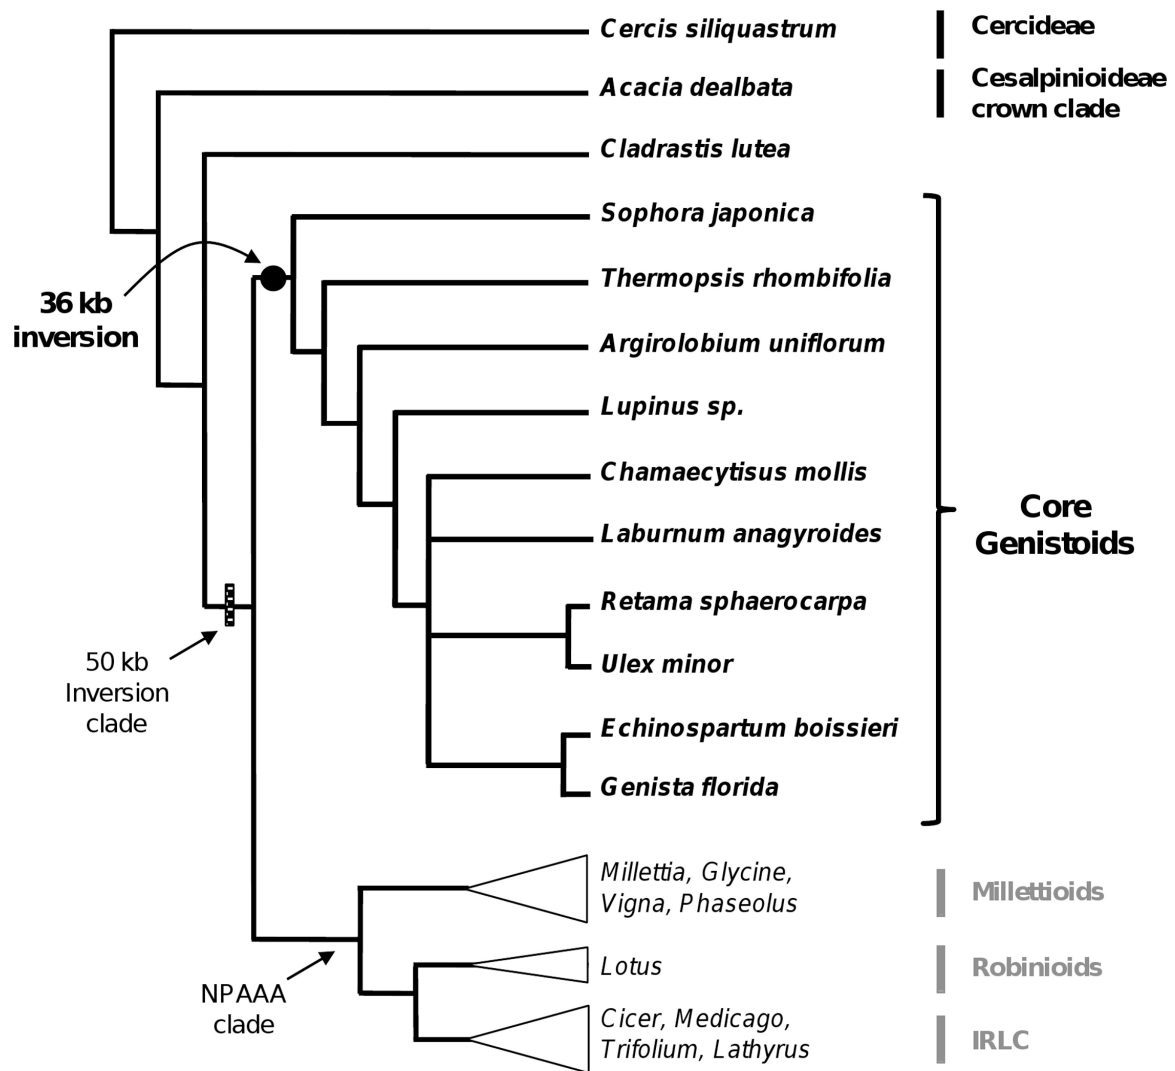 Cercis siliquastrum
Cercideae
Acacia dealbata
Cesalpinioideae
crown clade
Cladrastis lutea
Sophora japonica
Thermopsis rhombifolia
36 kb
inversion
Argirolobium uniflorum
Lupinus sp.
Chamaecytisus mollis
Core
Genistoids
Laburnum anagyroides
Retama sphaerocarpa
50 kb
Inversion
clade
Ulex minor
Echinospartum boissieri
Genista florida
Millettia, Glycine,
Vigna, Phaseolus
Millettioids
Lotus
Robinioids
NPAAA
clade
Cicer, Medicago,
Trifolium, Lathyrus
IRLC